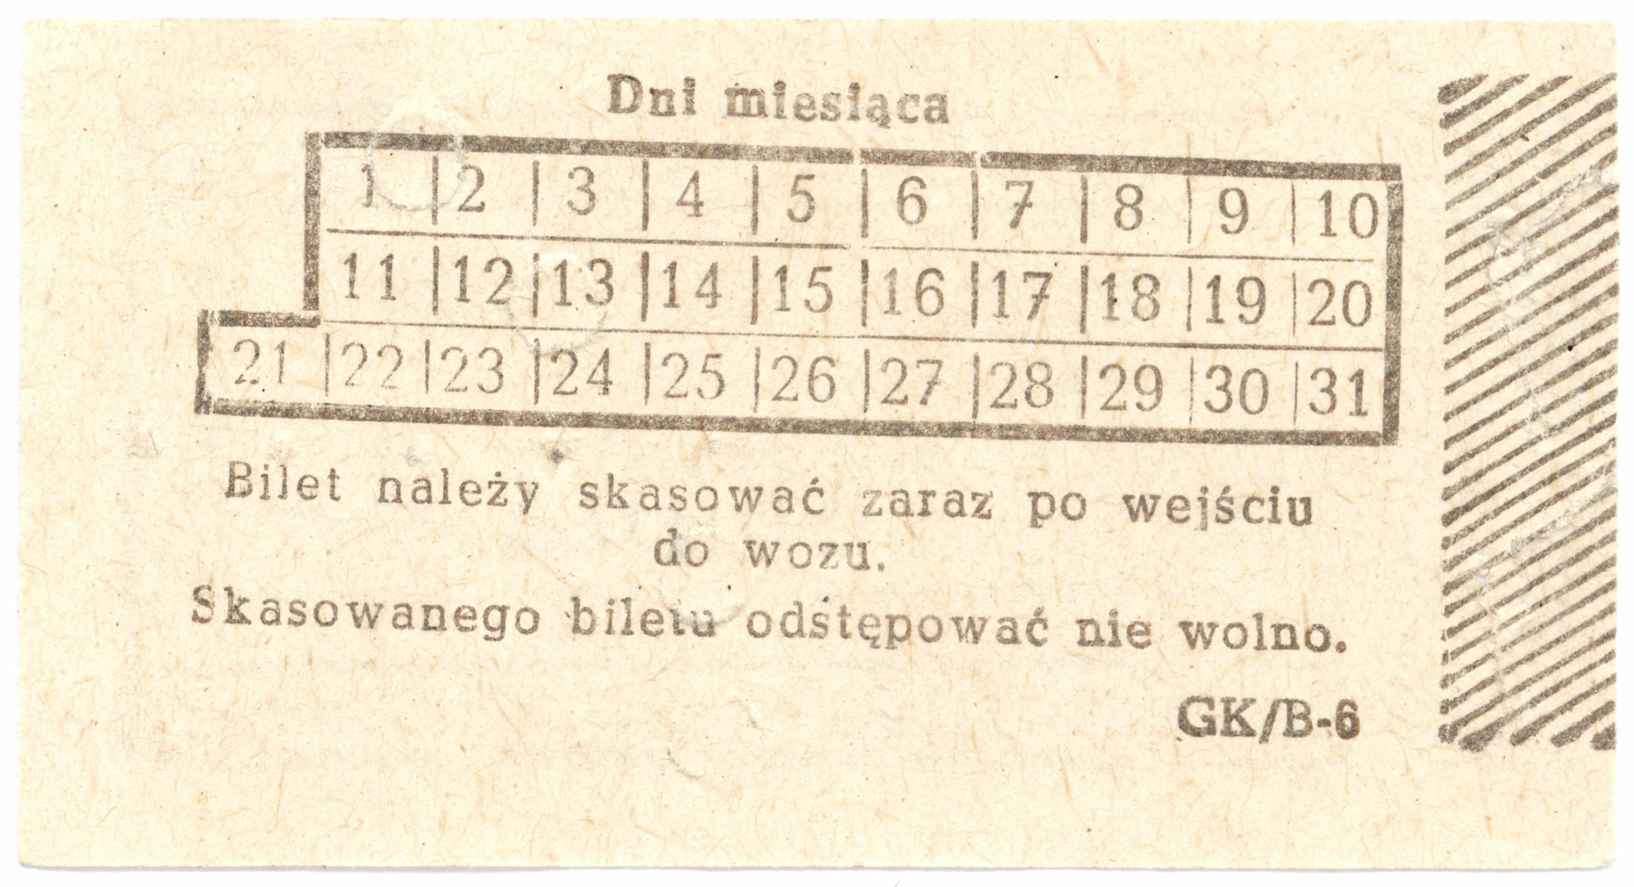 Dni miesiąca
1 2 3 4 5 6 7 8 9 10
11 12 13 14 15 16 17 18 19 20
21 22 23 24 25 26 27 28 29 30 31
Bilet należy skasować zaraz po wejściu
do wozu.
Skasowanego biletu odstępować nie wolno.
GK/B-6